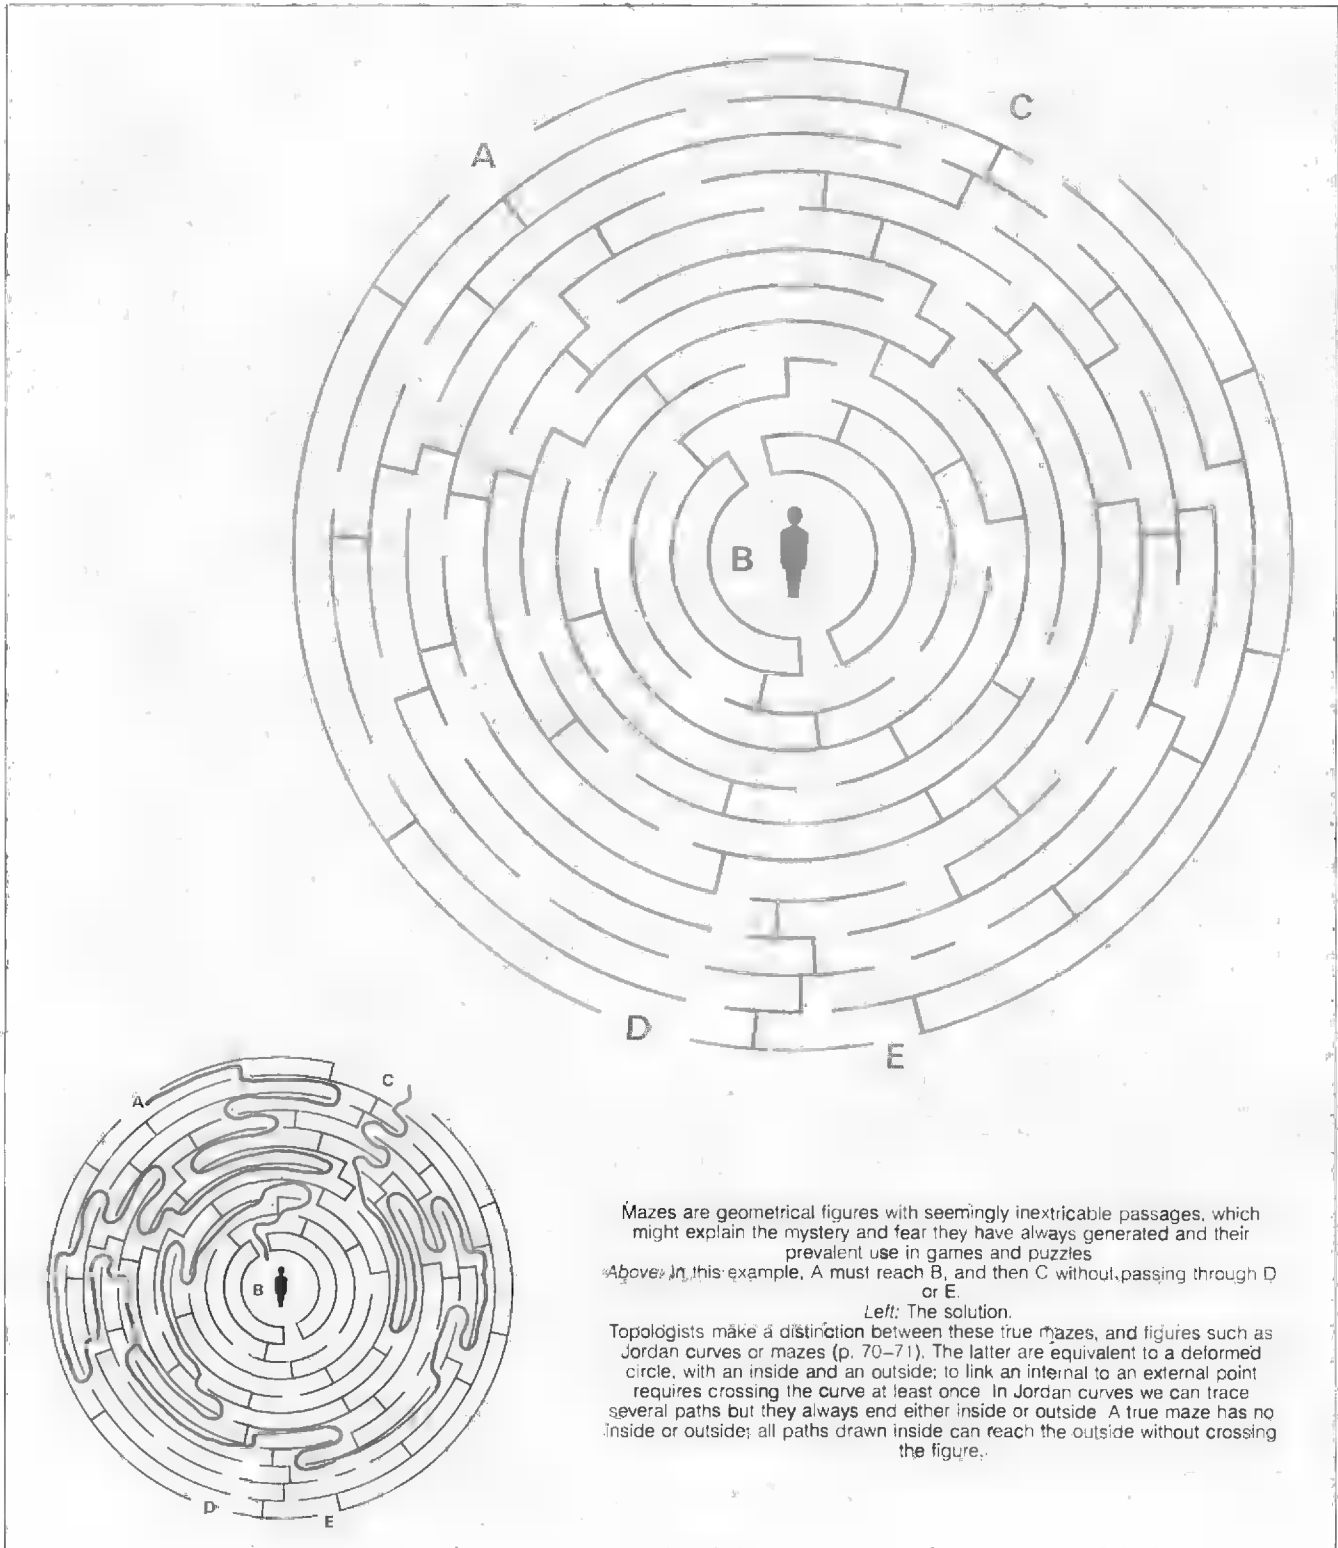 A
C
B
D
E
A
C
B
D
E
Mazes are geometrical figures with seemingly inextricable passages, which
might explain the mystery and fear they have always generated and their
prevalent use in games and puzzles
Above: In this example, A must reach B, and then C without passing through D
or E.
Left: The solution.
Topologists make a distinction between these true mazes, and figures such as
Jordan curves or mazes (p. 70–71). The latter are equivalent to a deformed
circle, with an inside and an outside; to link an internal to an external point
requires crossing the curve at least once In Jordan curves we can trace
several paths but they always end either inside or outside A true maze has no
inside or outside; all paths drawn inside can reach the outside without crossing
the figure.